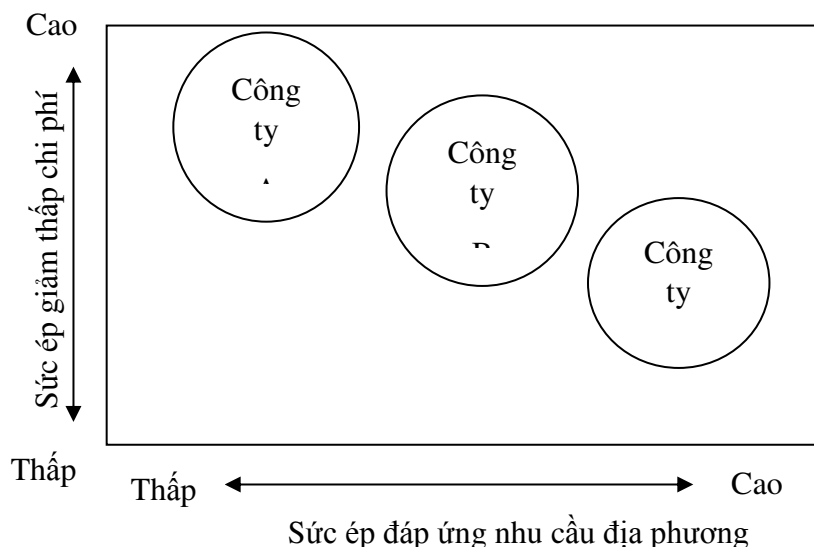 Cao
Sức ép giảm thấp chi phí
Công
ty
Công
ty
Công
ty
Thấp
Thấp
Cao
Sức ép đáp ứng nhu cầu địa phương